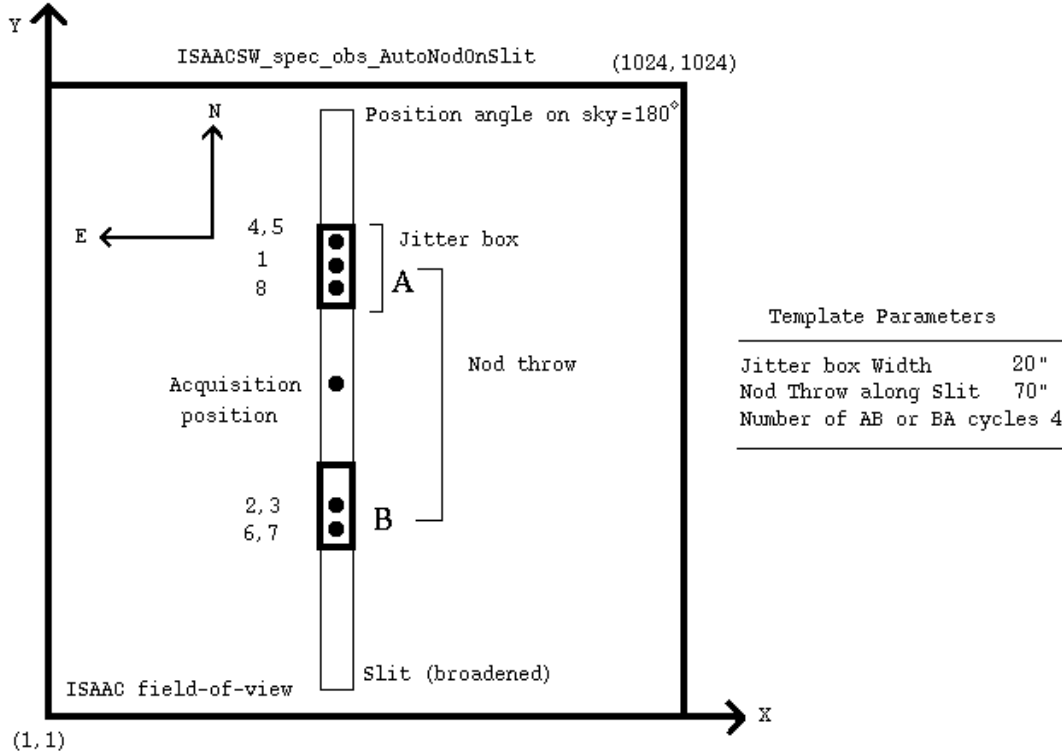 Y
ISAACSW_spec_obs_AutoNodOnSlit
(1024,1024)
N
Position angle on sky=180°
E
4,5
1
8
Jitter box
A
Nod throw
Acquisition
position
2,3
6,7
B
Template Parameters
Jitter box Width 20"
Nod Throw along Slit 70"
Number of AB or BA cycles 4
Slit (broadened)
ISAAC field-of-view
X
(1,1)